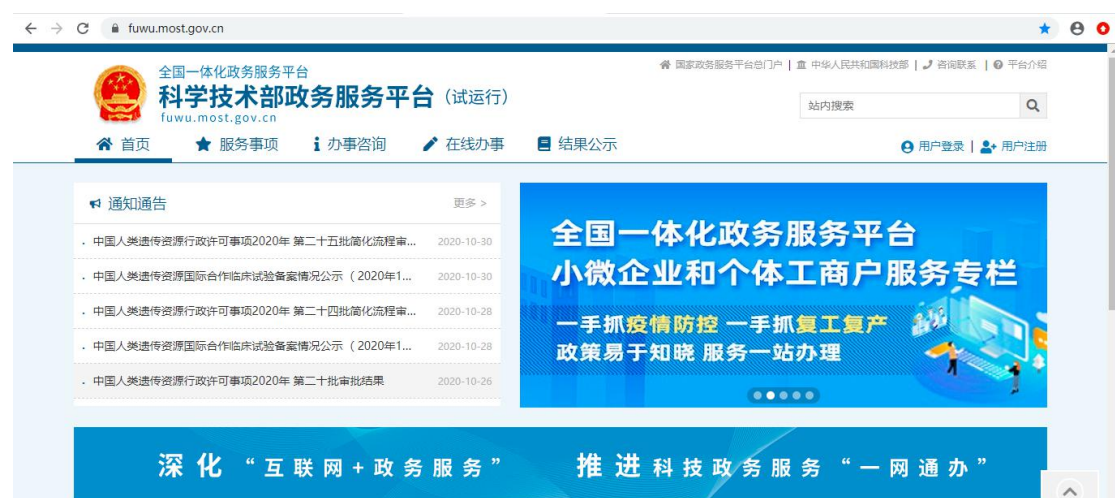 fuwu.most.gov.cn
国家政务服务平台总门户 | 中华人民共和国科技部 | 咨询联系 | 平台介绍
全国一体化政务服务平台
科学技术部政务服务平台（试运行）
fuwu.most.gov.cn
站内搜索
首页 服务事项 办事咨询 在线办事 结果公示
用户登录 | 用户注册
通知通告 更多 >
· 中国人类遗传资源行政许可事项2020年 第二十五批简化流程审... 2020-10-30
· 中国人类遗传资源国际合作临床试验备案情况公示（2020年1... 2020-10-30
· 中国人类遗传资源行政许可事项2020年 第二十四批简化流程审... 2020-10-28
· 中国人类遗传资源国际合作临床试验备案情况公示（2020年1... 2020-10-28
· 中国人类遗传资源行政许可事项2020年 第二十批审批结果 2020-10-26
全国一体化政务服务平台
小微企业和个体工商户服务专栏
一手抓疫情防控 一手抓复工复产
政策易于知晓 服务一站办理
深化“互联网+政务服务” 推进科技政务服务“一网通办”